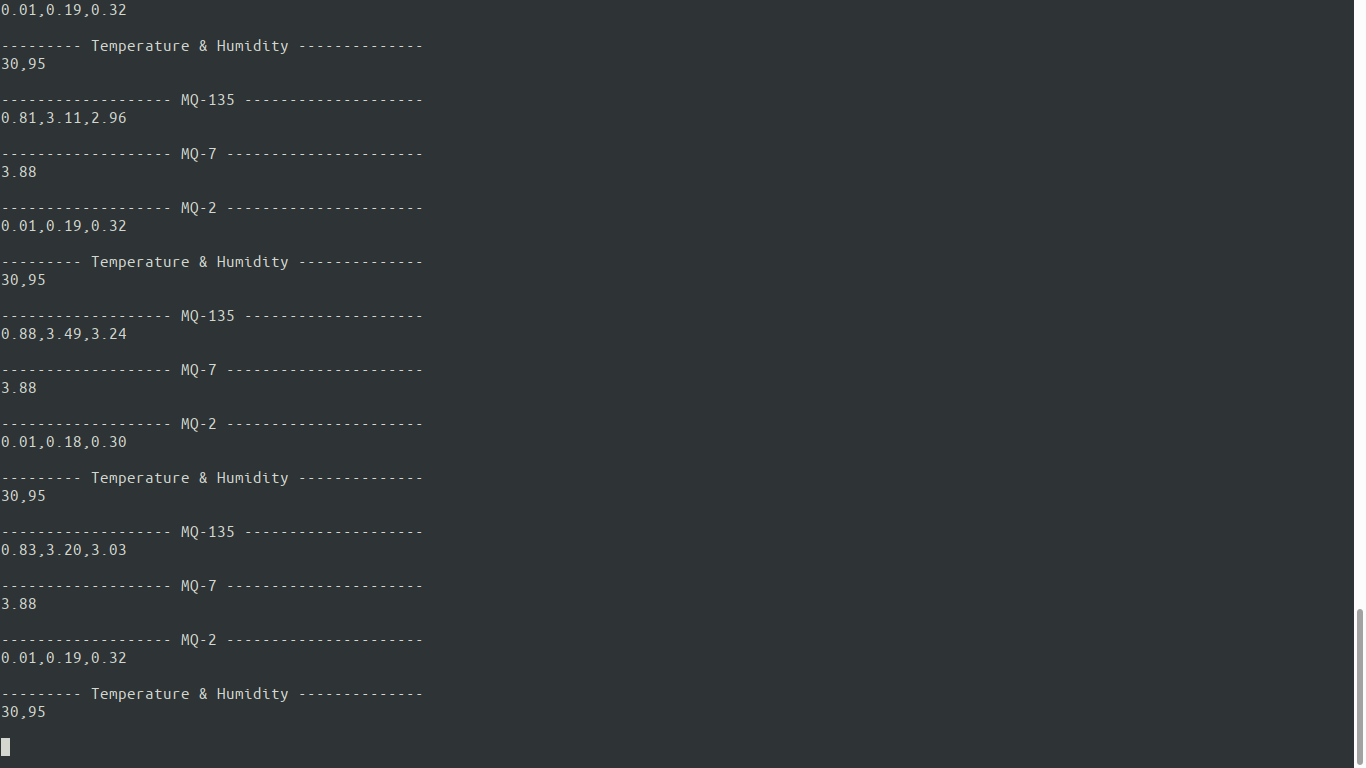 0.01,0.19,0.32
--------- Temperature & Humidity --------------
30,95
------------------- MQ-135 --------------------
0.81,3.11,2.96
------------------- MQ-7 ----------------------
3.88
------------------- MQ-2 ----------------------
0.01,0.19,0.32
--------- Temperature & Humidity --------------
30,95
------------------- MQ-135 --------------------
0.88,3.49,3.24
------------------- MQ-7 ----------------------
3.88
------------------- MQ-2 ----------------------
0.01,0.18,0.30
--------- Temperature & Humidity --------------
30,95
------------------- MQ-135 --------------------
0.83,3.20,3.03
------------------- MQ-7 ----------------------
3.88
------------------- MQ-2 ----------------------
0.01,0.19,0.32
--------- Temperature & Humidity --------------
30,95